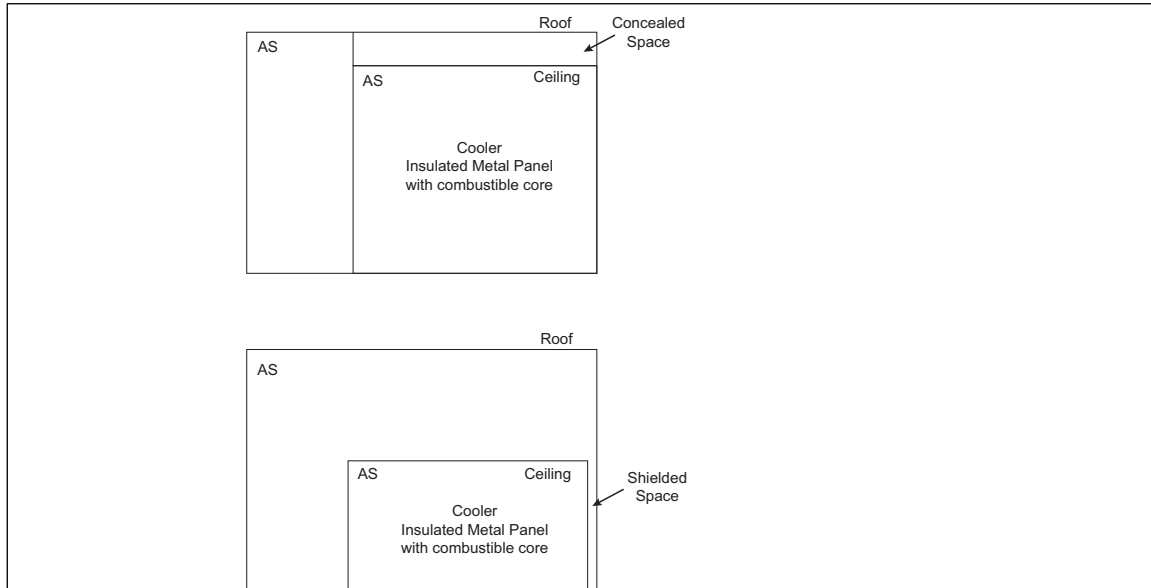 Roof
Concealed
Space
AS
AS
Ceiling
Cooler
Insulated Metal Panel
with combustible core
Roof
AS
AS
Ceiling
Shielded
Space
Cooler
Insulated Metal Panel
with combustible core